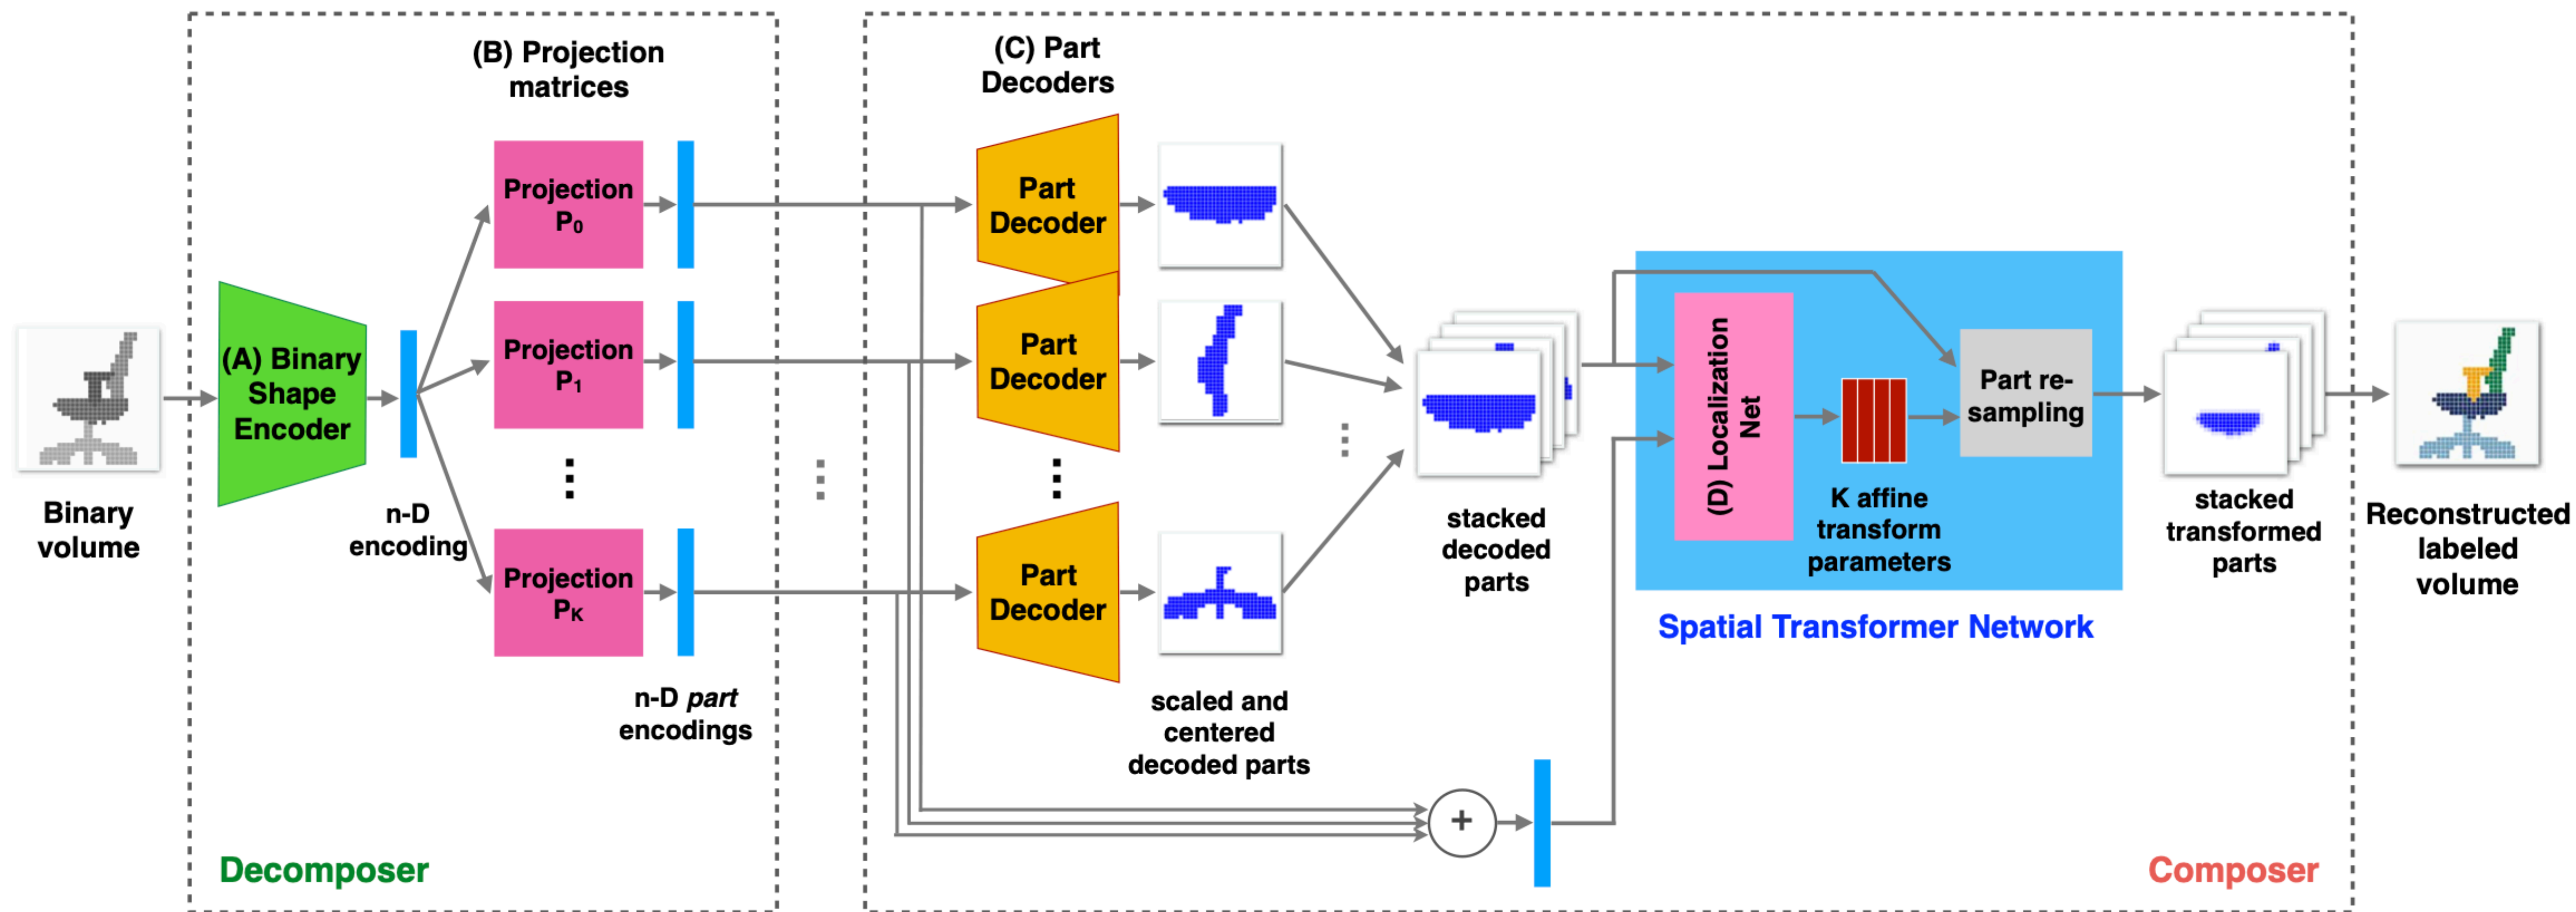 (B) Projection
matrices
(C) Part
Decoders
Projection
P0
Part
Decoder
(A) Binary
Shape
Encoder
Projection
P1
Part
Decoder
(D) Localization
Net
Part re-
sampling
Binary
volume
n-D
encoding
Projection
PK
Part
Decoder
stacked
decoded
parts
K affine
transform
parameters
stacked
transformed
parts
Reconstructed
labeled
volume
Spatial Transformer Network
n-D part
encodings
scaled and
centered
decoded parts
+
Decomposer
Composer